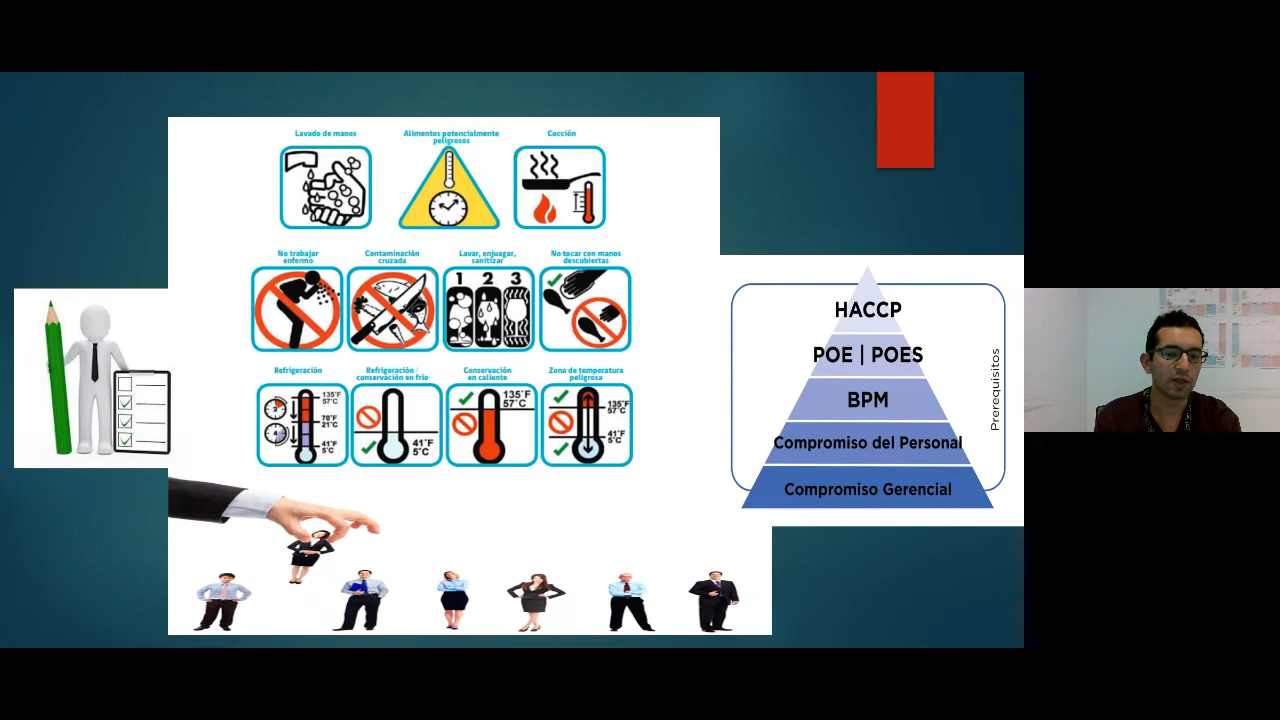 Lavado de manos
Alimentos potencialmente
peligrosos
Cocción
No trabajar
enfermo
Contaminación
cruzada
Lavar, enjuagar,
sanitizar
No tocar con manos
descubiertas
1 2 3
Refrigeración
Refrigeración /
conservación en frío
Conservación
en caliente
Zona de temperatura
peligrosa
135°F
57°C
70°F
21°C
41°F
5°C
41°F
5°C
135°F
57°C
135°F
57°C
41°F
5°C
HACCP
POE | POES
BPM
Compromiso del Personal
Compromiso Gerencial
Prerequisitos